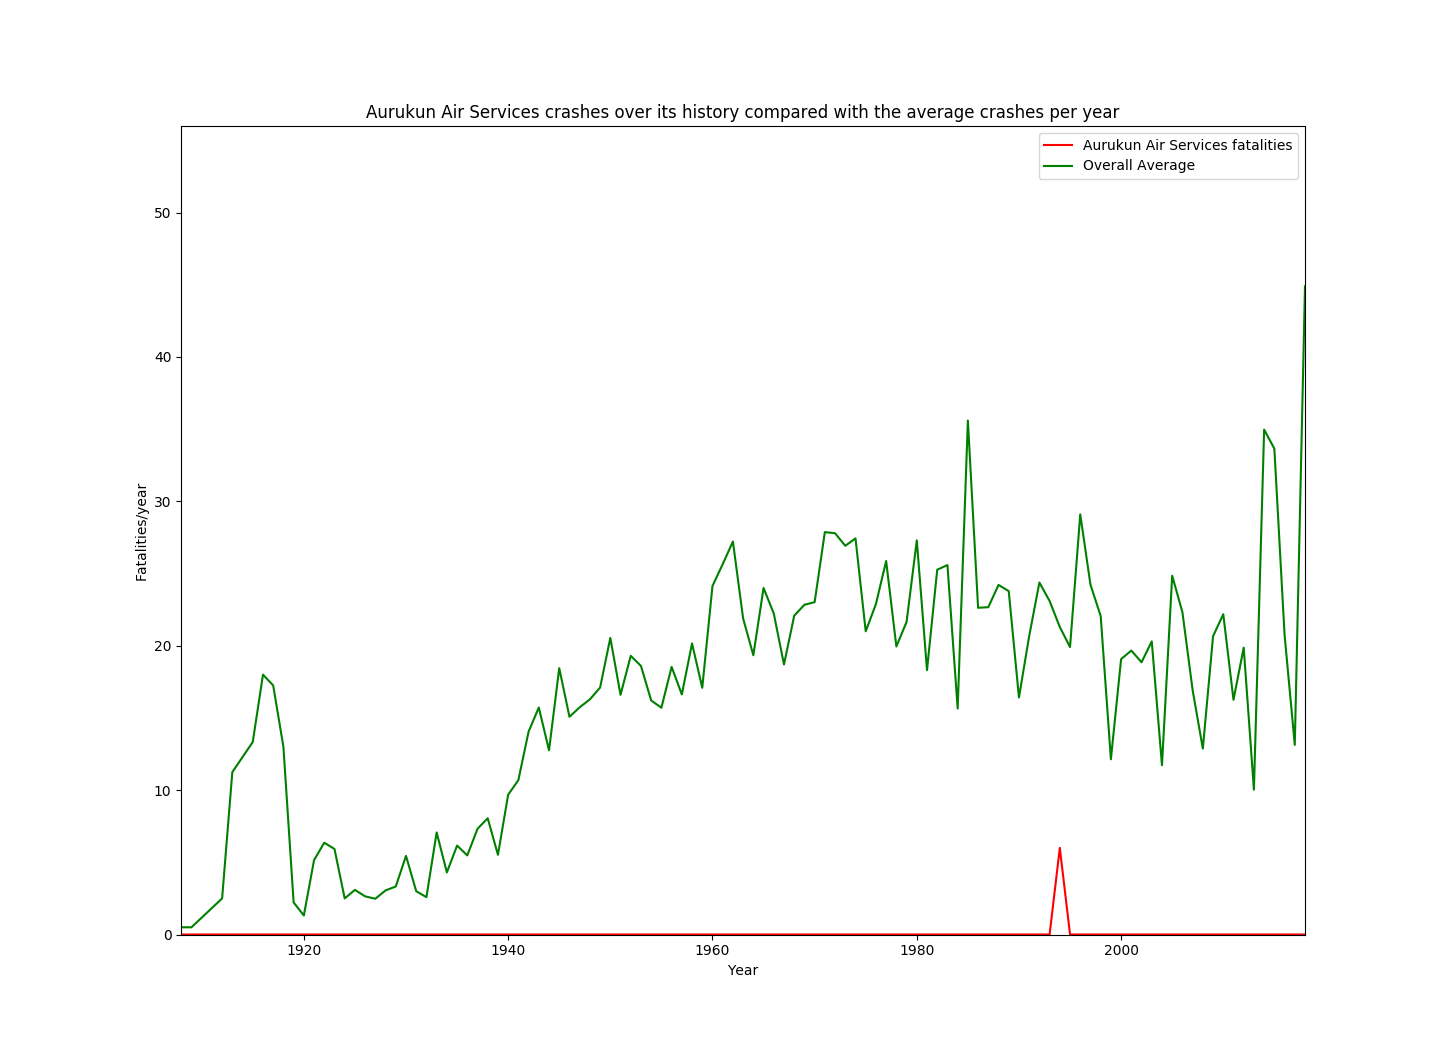 Aurukun Air Services crashes over its history compared with the average crashes per year
Aurukun Air Services fatalities
Overall Average
50
40
30
20
10
0
Fatalities/year
1920 1940 1960 1980 2000
Year